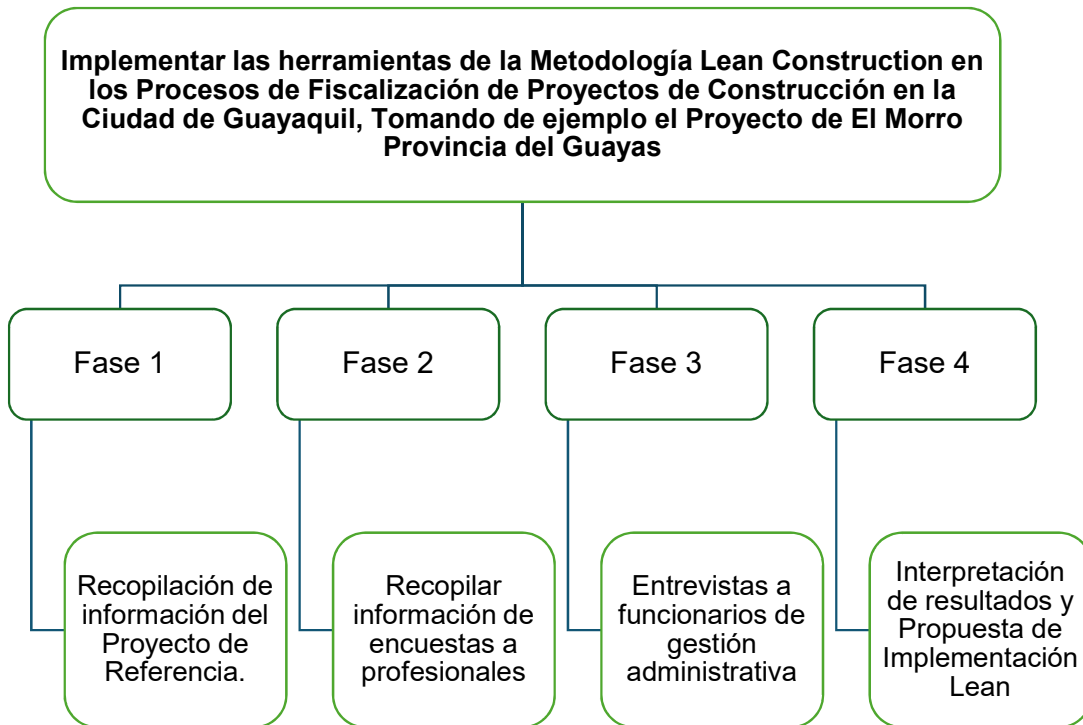 Implementar las herramientas de la Metodología Lean Construction en
los Procesos de Fiscalización de Proyectos de Construcción en la
Ciudad de Guayaquil, Tomando de ejemplo el Proyecto de El Morro
Provincia del Guayas
Fase 1
Fase 2
Fase 3
Fase 4
Recopilación de
información del
Proyecto de
Referencia.
Recopilar
información de
encuestas a
profesionales
Entrevistas a
funcionarios de
gestión
administrativa
Interpretación
de resultados y
Propuesta de
Implementación
Lean